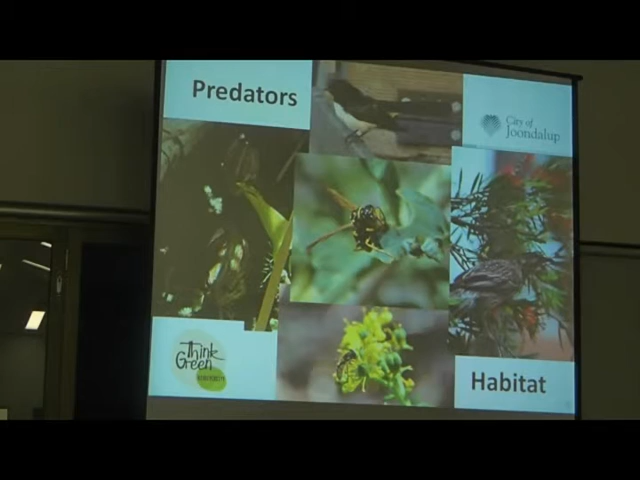 Predators
City of
Joondalup
Think
Green
Habitat